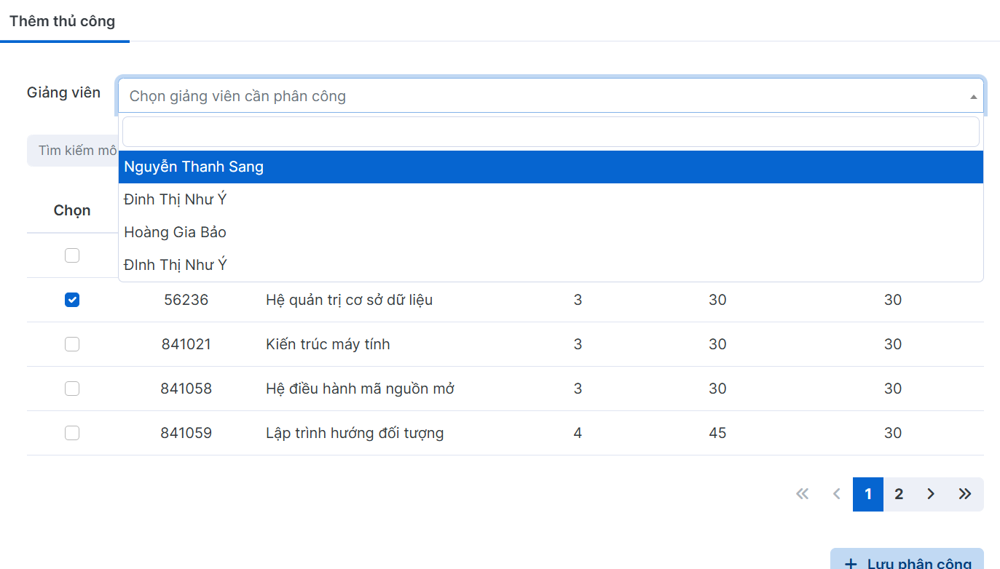 Thêm thủ công
Giảng viên
Chọn giảng viên cần phân công
Tìm kiếm mô
Nguyễn Thanh Sang
Đinh Thị Như Ý
Hoàng Gia Bảo
ĐInh Thị Như Ý
Chọn
56236 Hệ quản trị cơ sở dữ liệu 3 30 30
841021 Kiến trúc máy tính 3 30 30
841058 Hệ điều hành mã nguồn mở 3 30 30
841059 Lập trình hướng đối tượng 4 45 30
« ‹ 1 2 › »
+ Lưu phân công